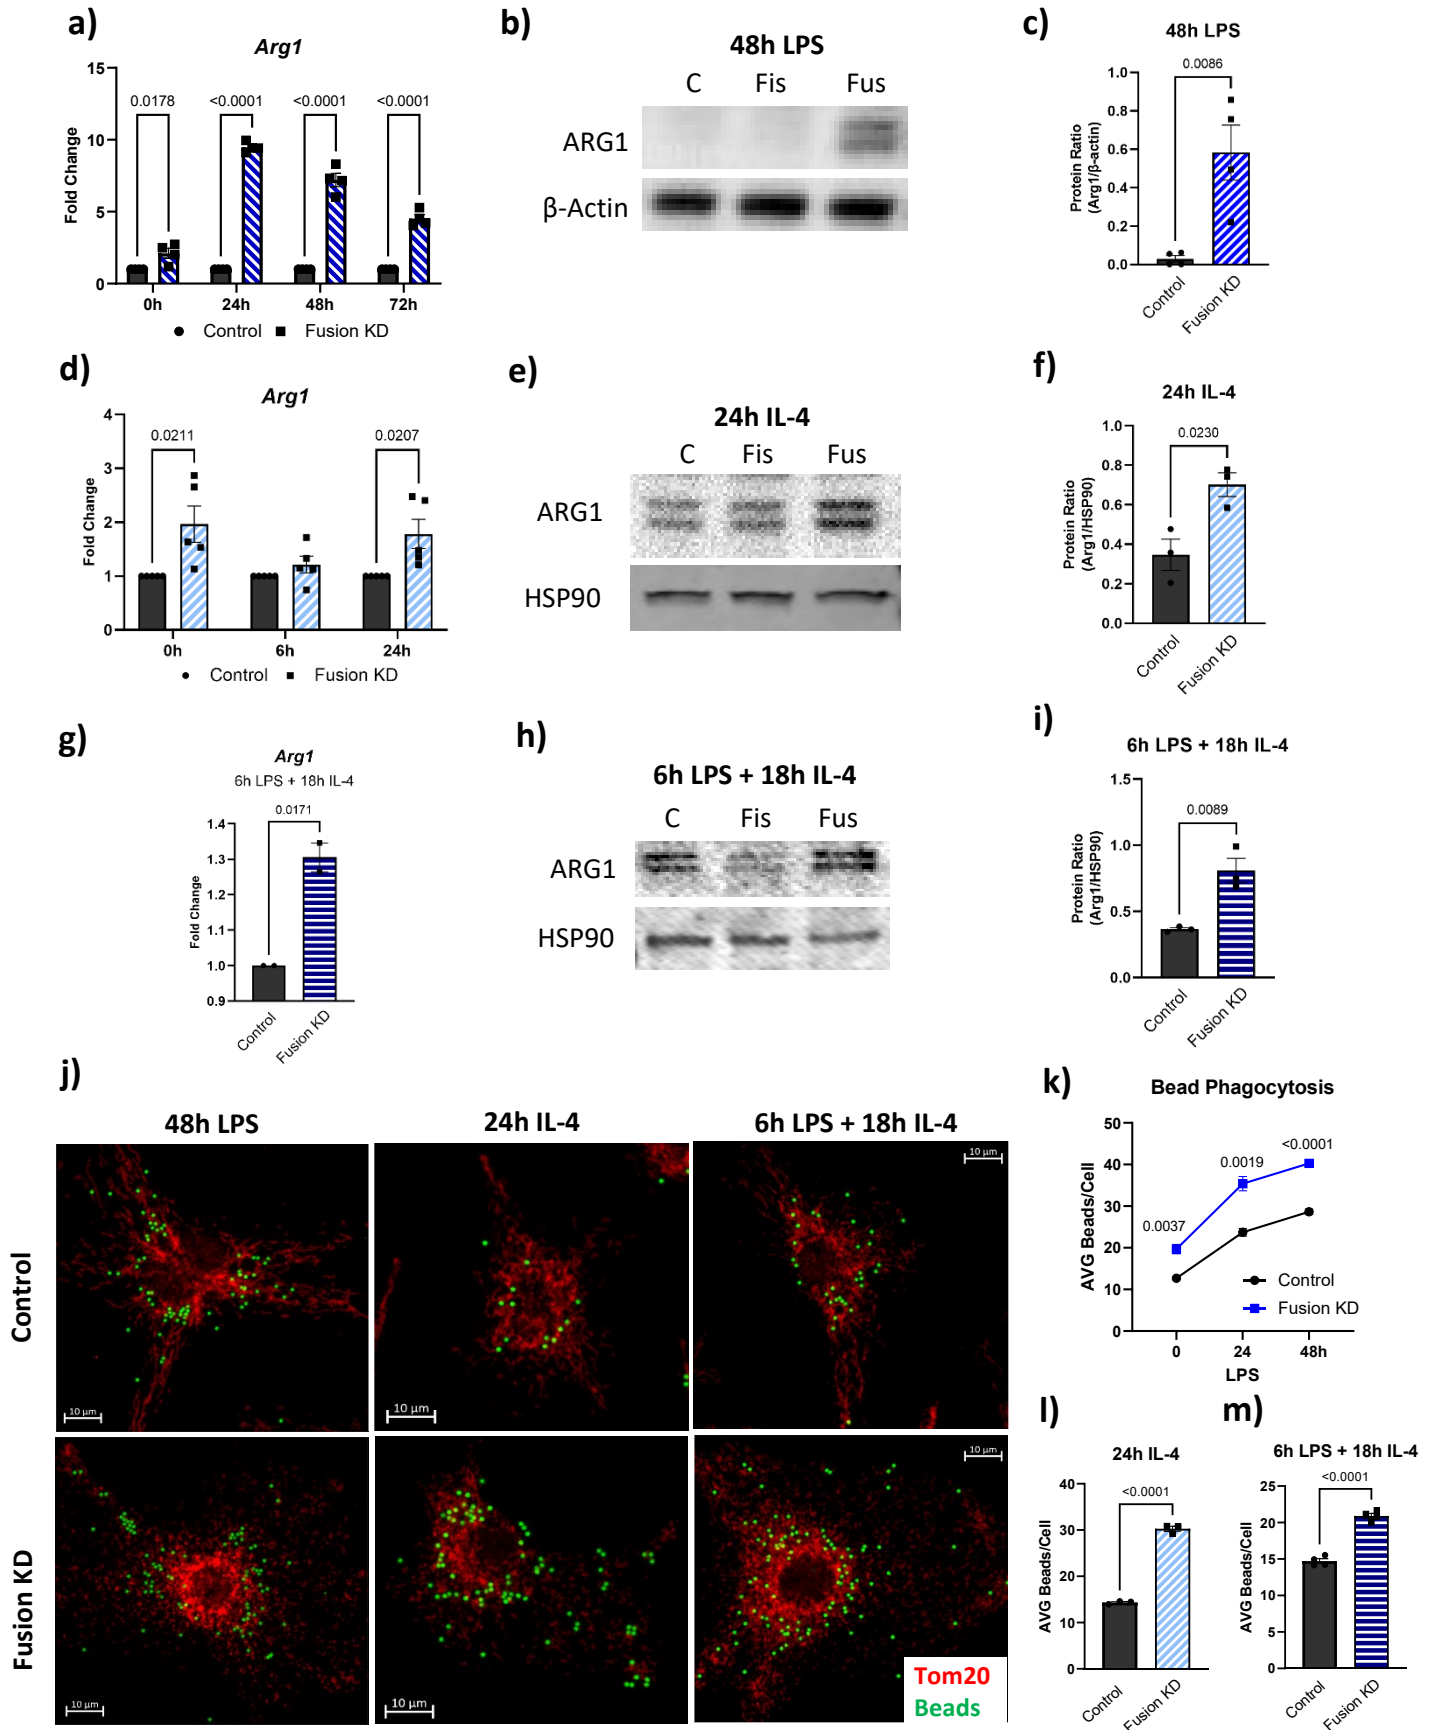 a)
Arg1
Fold Change
15
10
5
0
0.0178
<0.0001
<0.0001
<0.0001
0h
24h
48h
72h
Control
Fusion KD
b)
48h LPS
C
Fis
Fus
ARG1
β-Actin
c)
48h LPS
Protein Ratio
(Arg1/β-actin)
1.0
0.8
0.6
0.4
0.2
0.0
0.0086
Control
Fusion KD
d)
Arg1
Fold Change
4
3
2
1
0
0.0211
0.0207
0h
6h
24h
Control
Fusion KD
e)
24h IL-4
C
Fis
Fus
ARG1
HSP90
f)
24h IL-4
Protein Ratio
(Arg1/HSP90)
1.0
0.8
0.6
0.4
0.2
0.0
0.0230
Control
Fusion KD
g)
Arg1
6h LPS + 18h IL-4
Fold Change
1.4
1.3
1.2
1.1
1.0
0.9
0.0171
Control
Fusion KD
h)
6h LPS + 18h IL-4
C
Fis
Fus
ARG1
HSP90
i)
6h LPS + 18h IL-4
Protein Ratio
(Arg1/HSP90)
1.5
1.0
0.5
0.0
0.0089
Control
Fusion KD
j)
48h LPS
24h IL-4
6h LPS + 18h IL-4
Control
10 μm
10 μm
10 μm
Fusion KD
10 μm
10 μm
10 μm
Tom20
Beads
k)
Bead Phagocytosis
AVG Beads/Cell
50
40
30
20
10
0
0.0037
0.0019
<0.0001
Control
Fusion KD
0
24
48h
LPS
l)
24h IL-4
AVG Beads/Cell
40
30
20
10
0
<0.0001
Control
Fusion KD
m)
6h LPS + 18h IL-4
AVG Beads/Cell
25
20
15
10
5
0
<0.0001
Control
Fusion KD